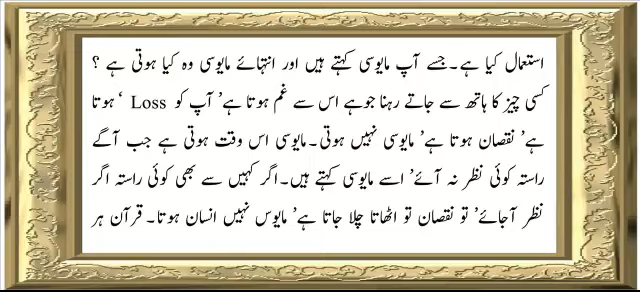 استعمال کیا ہے۔جسے آپ مایوسی کہتے ہیں اور انتہائے مایوسی وہ کیا ہوتی ہے ؟
کسی چیز کا ہاتھ سے جاتے رہنا جوہے اس سے غم ہوتا ہے’ آپ کو Loss ‘ ہوتا
ہے’ نقصان ہوتا ہے’ مایوسی نہیں ہوتی۔مایوسی اس وقت ہوتی ہے جب آگے
راستہ کوئی نظر نہ آئے’ اسے مایوسی کہتے ہیں۔اگر کہیں سے بھی کوئی راستہ اگر
نظر آجائے’ تو نقصان تو اٹھاتا چلا جاتا ہے’ مایوس نہیں انسان ہوتا۔ قرآن ہر